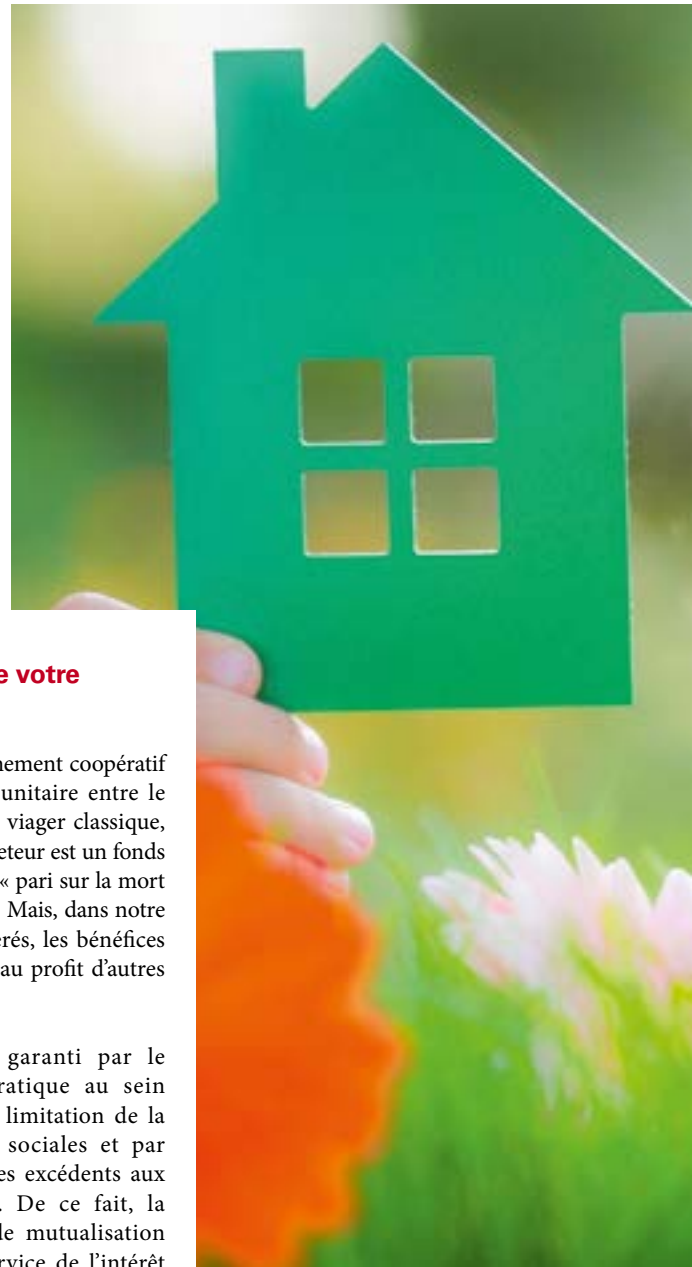 e votre
nement coopératif
unitaire entre le
viager classique,
eteur est un fonds
« pari sur la mort
Mais, dans notre
érés, les bénéfices
au profit d’autres
garanti par le
ratique au sein
limitation de la
sociales et par
es excédents aux
. De ce fait, la
de mutualisation
rvice de l’intérêt